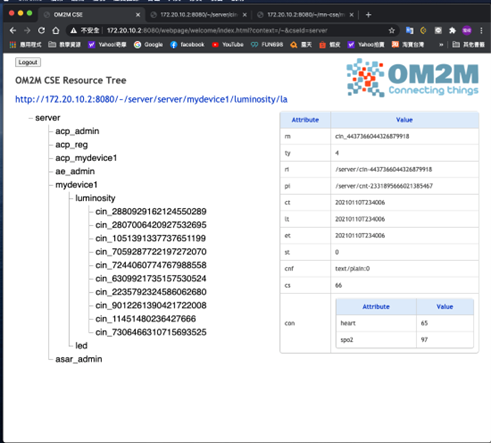 OM2M CSE
172.20.10.2:8080/~/server/
172.20.10.2:8080/~/mn-cse/
不安全
172.20.10.2:8080/webpage/welcome/index.html?context=/~&cseId=server
應用程式
教學資源
Yahoo奇摩
Google
facebook
YouTube
FUNEMB
露天
蝦皮
Yahoo拍賣
淘寶台灣
»
其他書籤
Logout
OM2M CSE Resource Tree
OM2M
Connecting things
http://172.20.10.2:8080/~/server/server/mydevice1/luminosity/la
server
acp_admin
acp_reg
acp_mydevice1
ae_admin
mydevice1
luminosity
cin_2880929162124550289
cin_2807006420927532695
cin_1051391337737651199
cin_7059287722197272070
cin_7244060774767988558
cin_6309921735157530524
cin_2235792324586062680
cin_9012261390421722008
cin_11451480236427666
cin_7306466310715693525
led
asar_admin
Attribute Value
rn cin_4437366044326879918
ty 4
ri /server/cin-4437366044326879918
pi /server/cnt-2331895666021385467
ct 20210110T234006
lt 20210110T234006
et 20210110T234006
st 0
cnf text/plain:0
cs 66
con
Attribute Value
heart 65
spo2 97